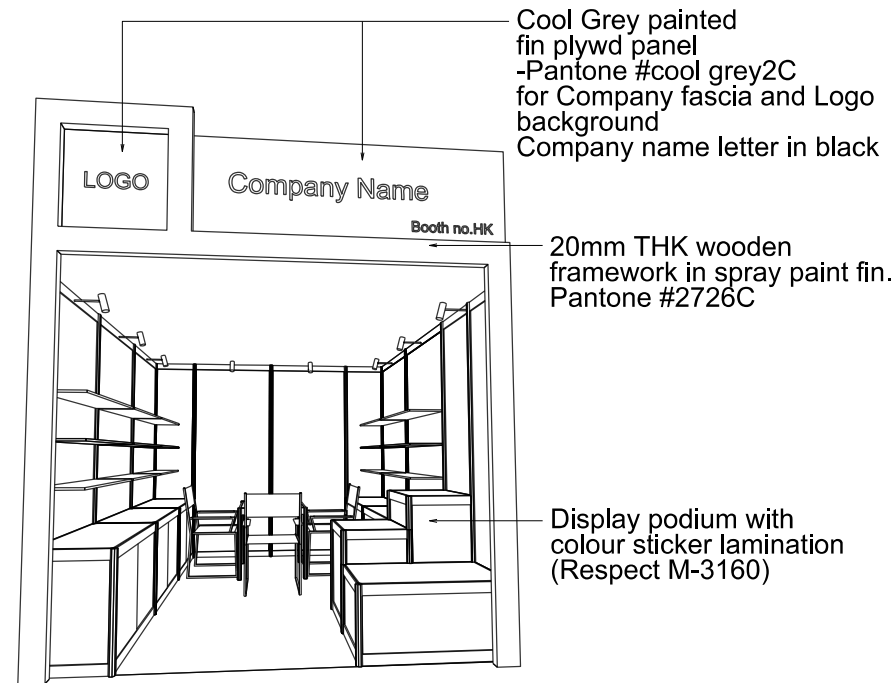 Cool Grey painted
fin plywd panel
-Pantone #cool grey2C
for Company fascia and Logo
background
Company name letter in black
LOGO
Company Name
Booth no.HK
20mm THK wooden
framework in spray paint fin.
Pantone #2726C
Display podium with
colour sticker lamination
(Respect M-3160)